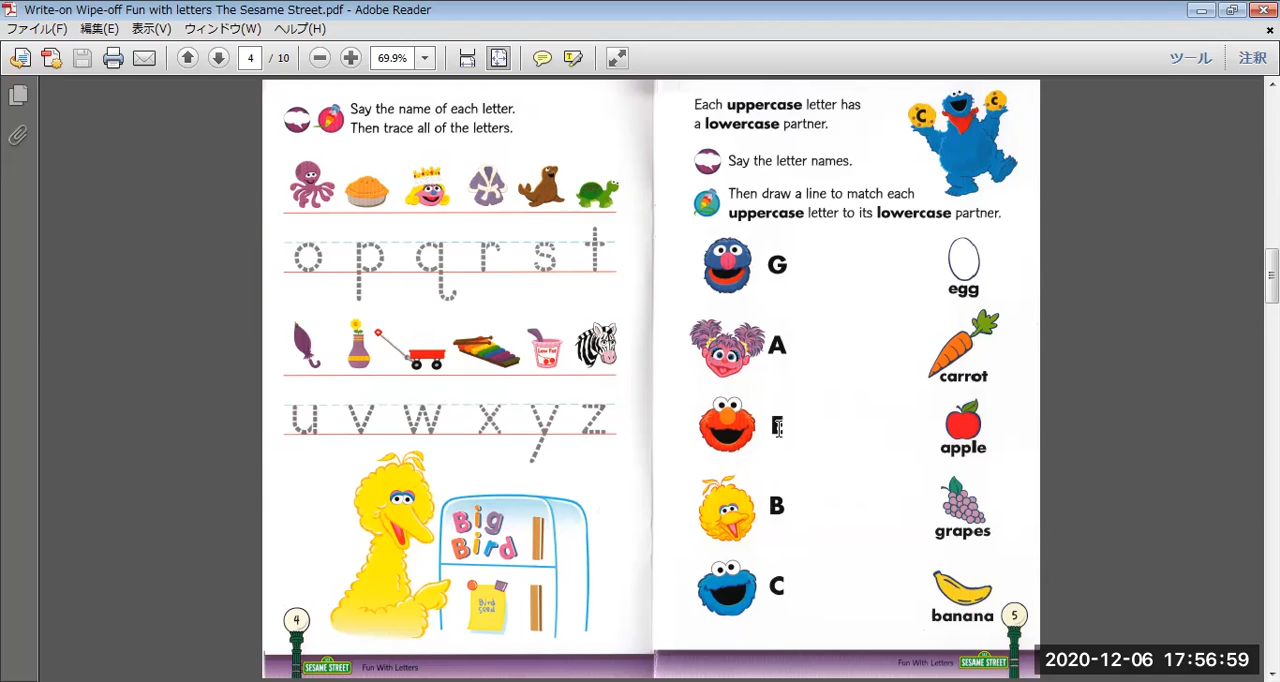 Write-on Wipe-off Fun with letters The Sesame Street.pdf - Adobe Reader
ファイル(F) 編集(E) 表示(V) ウィンドウ(W) ヘルプ(H)
4 / 10 69.9% ツール 注釈
Say the name of each letter.
Then trace all of the letters.
o p q r s t
Low Fat
u v w x y z
Big
Bird
Bird
seed
4
SESAME STREET Fun With Letters
Each uppercase letter has
a lowercase partner.
C C
Say the letter names.
Then draw a line to match each
uppercase letter to its lowercase partner.
G egg
A carrot
E apple
B grapes
C banana
5
Fun With Letters SESAME STREET
2020-12-06 17:56:59